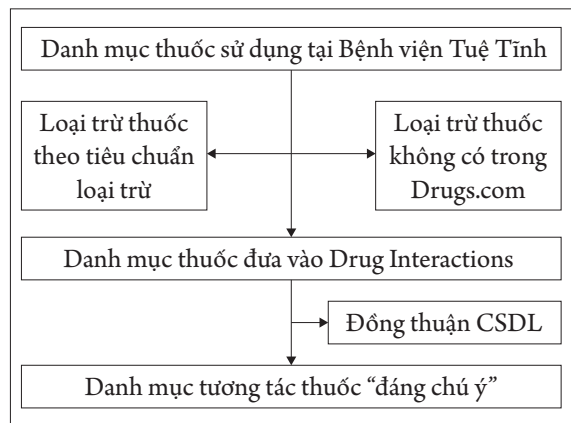 Danh mục thuốc sử dụng tại Bệnh viện Tuệ Tĩnh
Loại trừ thuốc
theo tiêu chuẩn
loại trừ
Loại trừ thuốc
không có trong
Drugs.com
Danh mục thuốc đưa vào Drug Interactions
Đồng thuận CSDL
Danh mục tương tác thuốc “đáng chú ý”